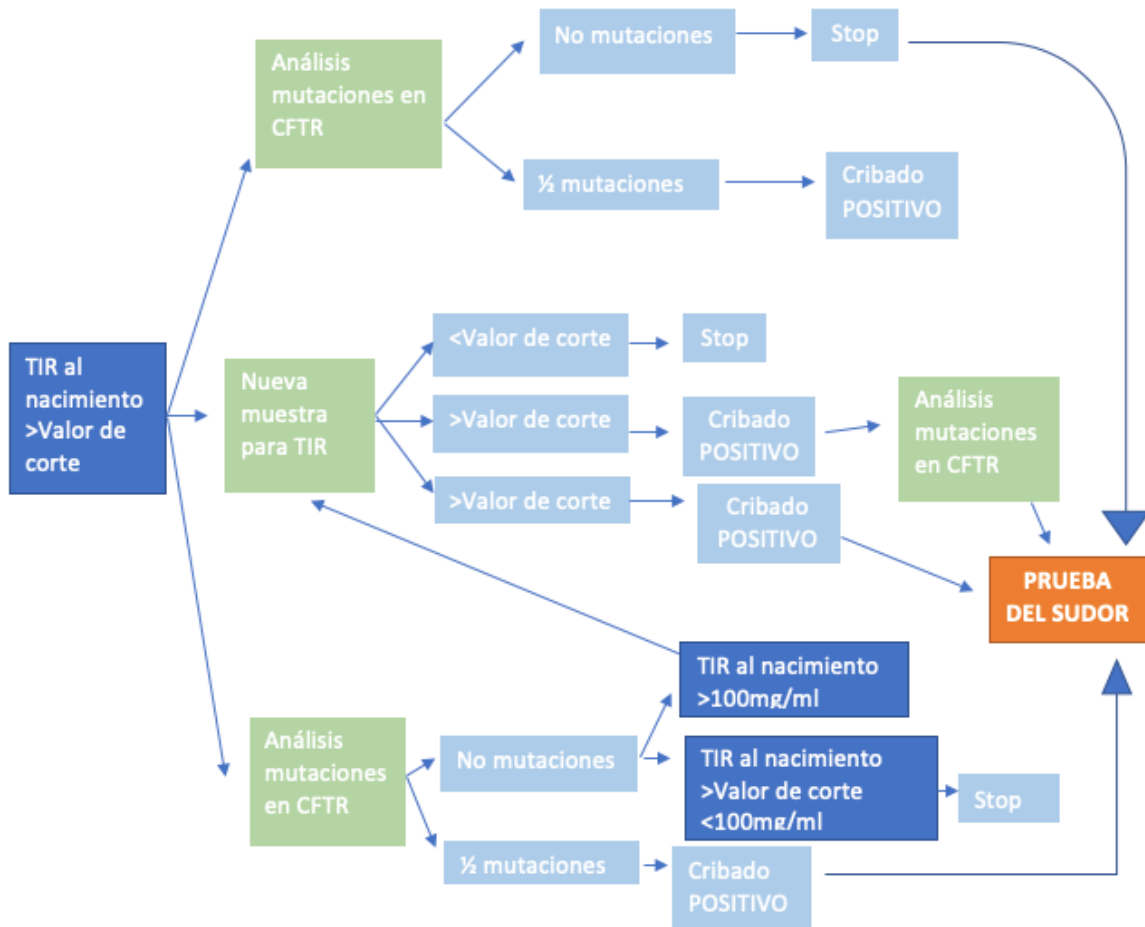 No mutaciones
Stop
Análisis
mutaciones en
CFTR
½ mutaciones
Cribado
POSITIVO
TIR al
nacimiento
>Valor de
corte
Nueva
muestra
para TIR
<Valor de corte
Stop
>Valor de corte
Cribado
POSITIVO
Análisis
mutaciones
en CFTR
>Valor de corte
Cribado
POSITIVO
PRUEBA
DEL SUDOR
TIR al nacimiento
>100mg/ml
Análisis
mutaciones
en CFTR
No mutaciones
TIR al nacimiento
>Valor de corte
<100mg/ml
Stop
½ mutaciones
Cribado
POSITIVO